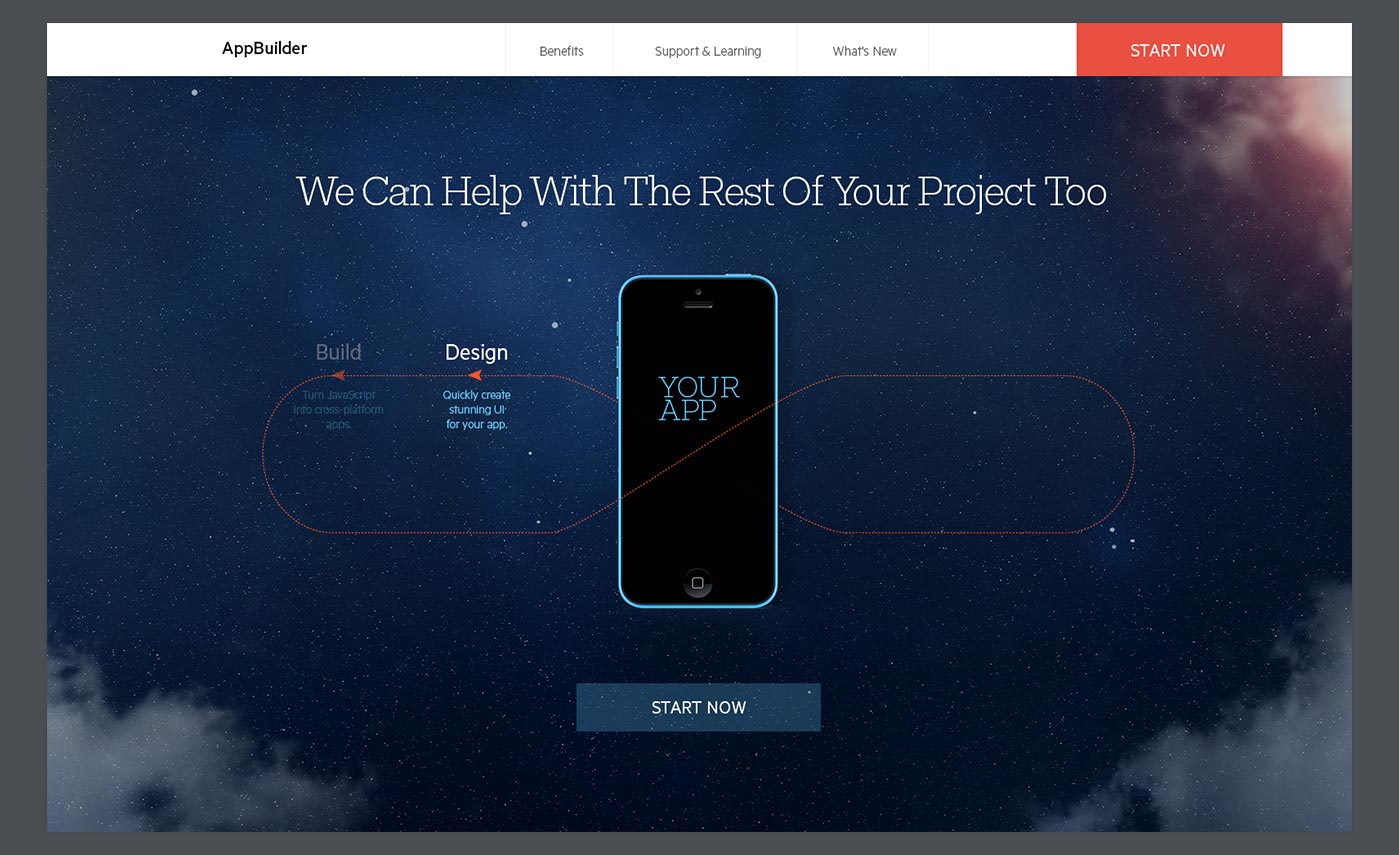 AppBuilder
Benefits
Support & Learning
What's New
START NOW
We Can Help With The Rest Of Your Project Too
Build
Turn JavaScript
into cross-platform
apps.
Design
Quickly create
stunning UI
for your app.
YOUR
APP
START NOW